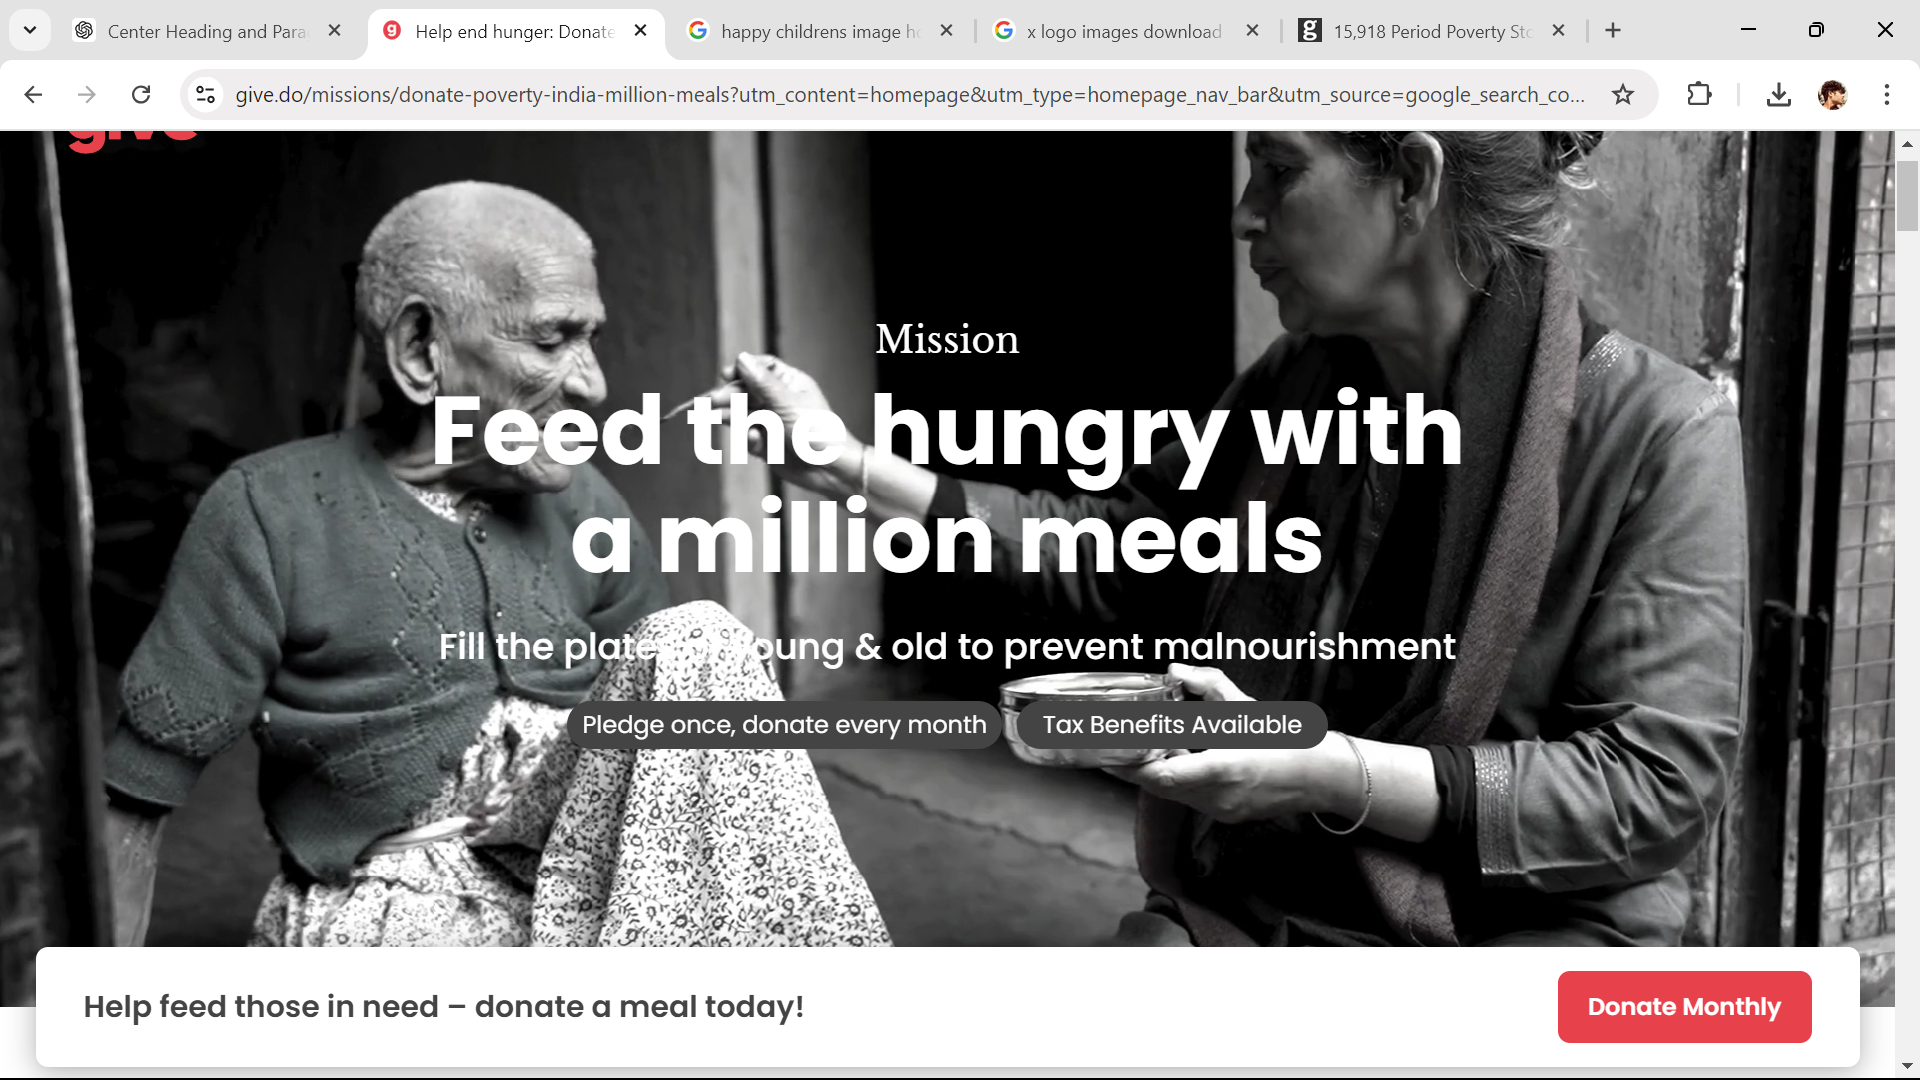 Center Heading and Para
Help end hunger: Donate
happy childrens image h
x logo images download
15,918 Period Poverty Sto
give.do/missions/donate-poverty-india-million-meals?utm_content=homepage&utm_type=homepage_nav_bar&utm_source=google_search_co...
give
Mission
Feed the hungry with
a million meals
Fill the plates young & old to prevent malnourishment
Pledge once, donate every month
Tax Benefits Available
Help feed those in need – donate a meal today!
Donate Monthly